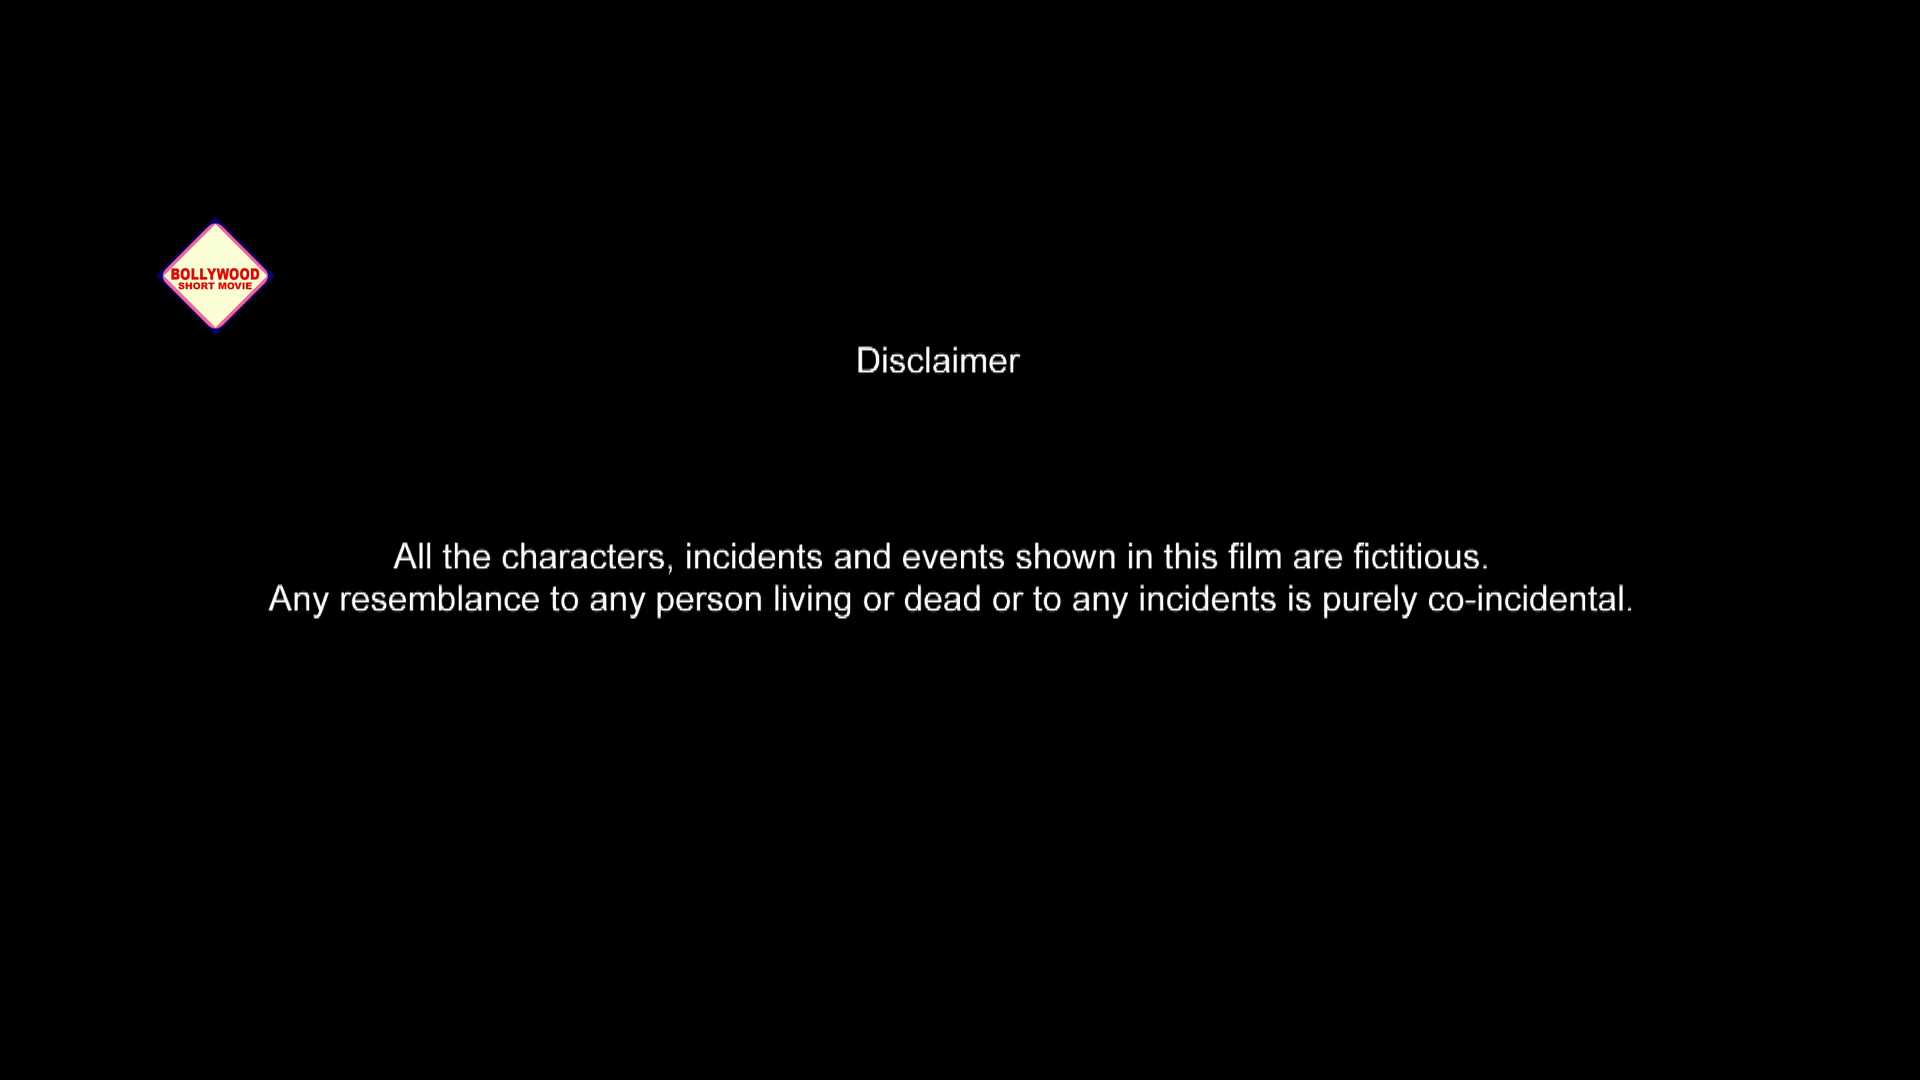 BOLLYWOOD
SHORT MOVIE
Disclaimer
All the characters, incidents and events shown in this film are fictitious.
Any resemblance to any person living or dead or to any incidents is purely co-incidental.